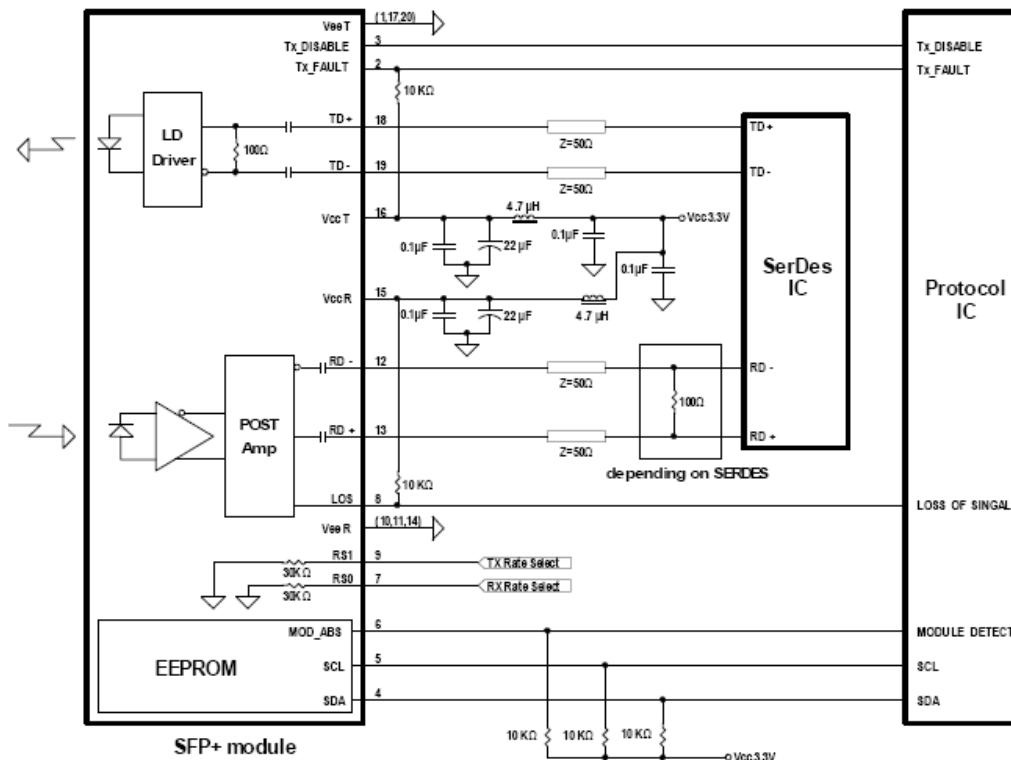 VeeT
(1,17,20)
Tx_DISABLE
3
Tx_DISABLE
Tx_FAULT
2
Tx_FAULT
10 KΩ
LD
Driver
100Ω
TD+
18
Z=50Ω
TD+
TD -
19
Z=50Ω
TD -
4.7 µH
VccT
16
Vcc3.3V
0.1µF
22 µF
0.1µF
0.1µF
SerDes
IC
Protocol
IC
VccR
15
0.1µF
22 µF
4.7 µH
RD -
12
Z=50Ω
RD -
POST
Amp
100Ω
RD +
13
Z=50Ω
RD +
depending on SERDES
10 KΩ
LOS
8
LOSS OF SINGAL
VeeR
(10,11,14)
RS1
9
TX Rate Select
30KΩ
RS0
7
RX Rate Select
30KΩ
MOD_ABS
6
MODULE DETECT
EEPROM
SCL
5
SCL
SDA
4
SDA
10 KΩ
10 KΩ
10 KΩ
Vcc3.3V
SFP+ module